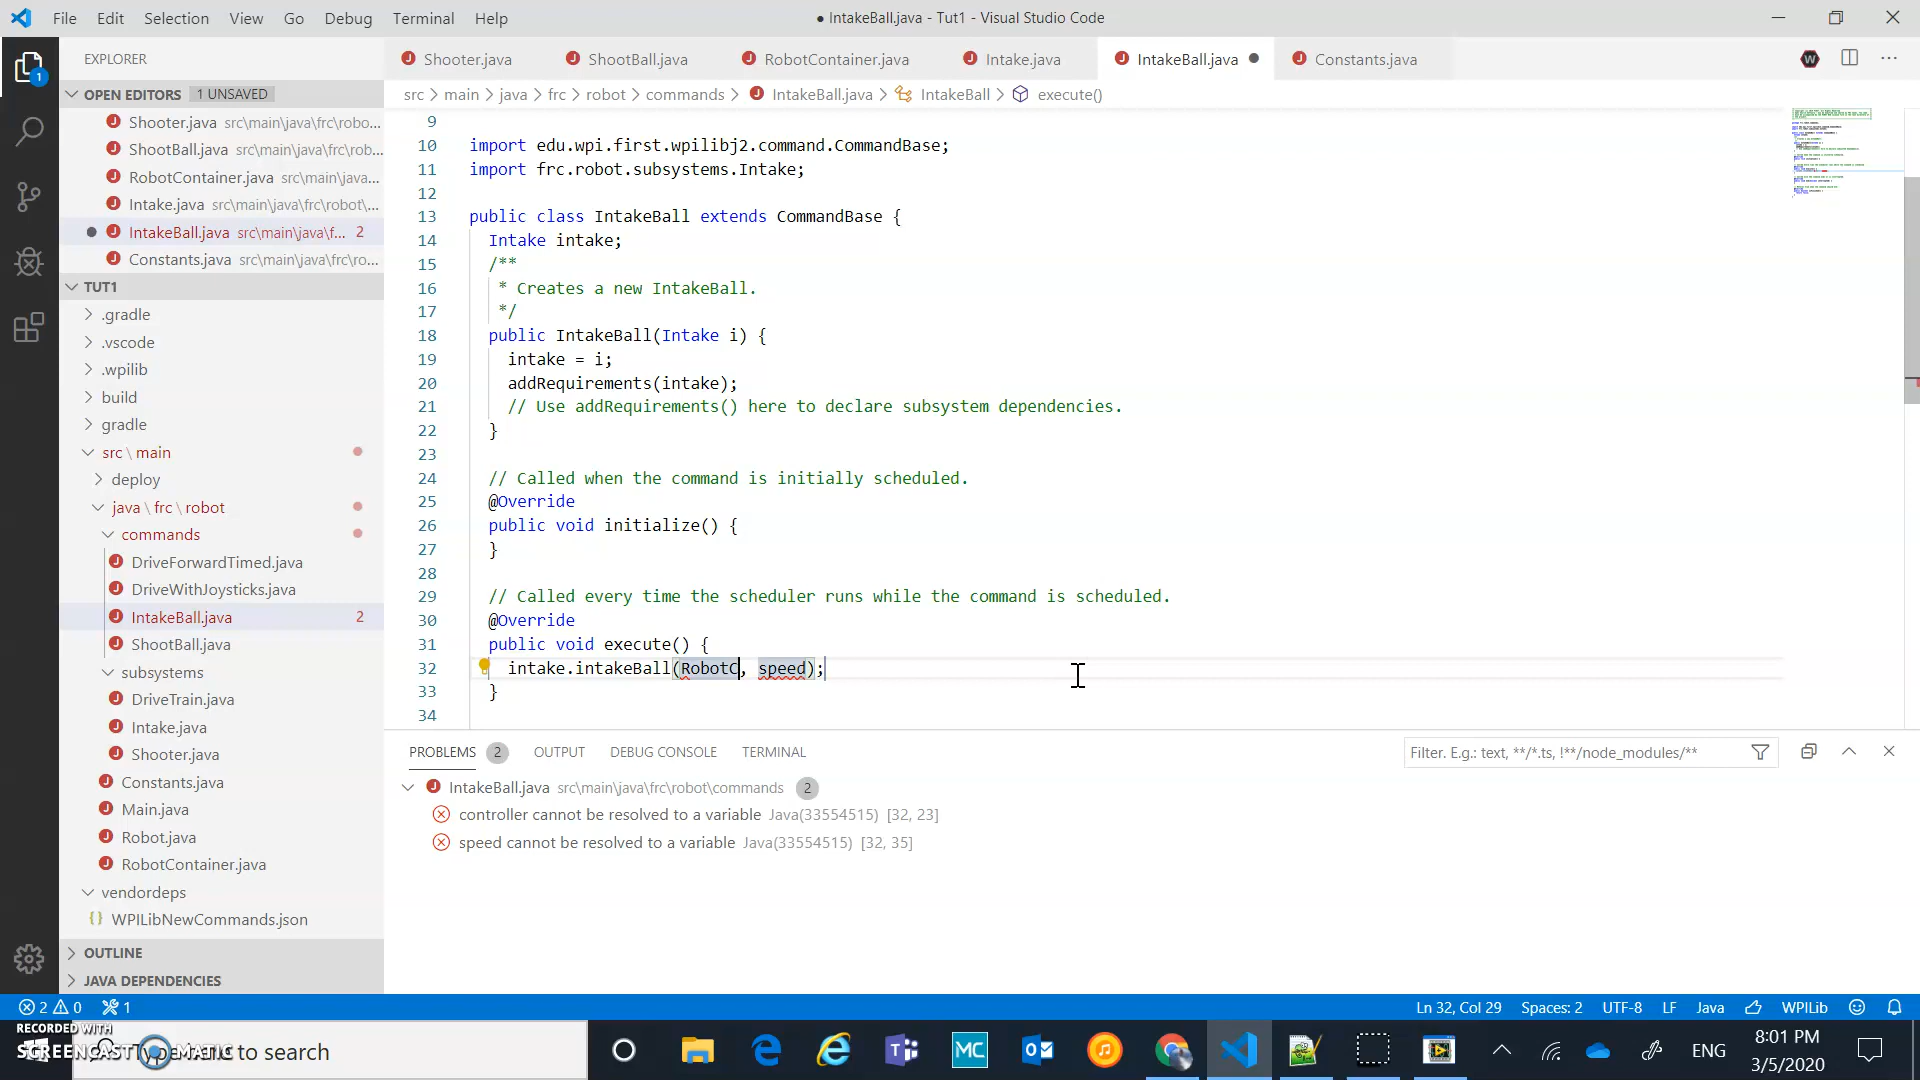 File Edit Selection View Go Debug Terminal Help
● IntakeBall.java - Tut1 - Visual Studio Code
EXPLORER
OPEN EDITORS 1 UNSAVED
Shooter.java src\main\java\frc\robo...
ShootBall.java src\main\java\frc\rob...
RobotContainer.java src\main\java...
Intake.java src\main\java\frc\robot\...
IntakeBall.java src\main\java\f... 2
Constants.java src\main\java\frc\ro...
TUT1
.gradle
.vscode
.wpilib
build
gradle
src \ main
deploy
java \ frc \ robot
commands
DriveForwardTimed.java
DriveWithJoysticks.java
IntakeBall.java 2
ShootBall.java
subsystems
DriveTrain.java
Intake.java
Shooter.java
Constants.java
Main.java
Robot.java
RobotContainer.java
vendordeps
{} WPILibNewCommands.json
OUTLINE
JAVA DEPENDENCIES
Shooter.java ShootBall.java RobotContainer.java Intake.java IntakeBall.java Constants.java
src > main > java > frc > robot > commands > IntakeBall.java > IntakeBall > execute()
9
10 import edu.wpi.first.wpilibj2.command.CommandBase;
11 import frc.robot.subsystems.Intake;
12
13 public class IntakeBall extends CommandBase {
14 Intake intake;
15 /**
16 * Creates a new IntakeBall.
17 */
18 public IntakeBall(Intake i) {
19 intake = i;
20 addRequirements(intake);
21 // Use addRequirements() here to declare subsystem dependencies.
22 }
23
24 // Called when the command is initially scheduled.
25 @Override
26 public void initialize() {
27 }
28
29 // Called every time the scheduler runs while the command is scheduled.
30 @Override
31 public void execute() {
32 intake.intakeBall(RobotC, speed);
33 }
34
PROBLEMS 2 OUTPUT DEBUG CONSOLE TERMINAL
Filter. E.g.: text, **/*.ts, !**/node_modules/**
IntakeBall.java src\main\java\frc\robot\commands 2
controller cannot be resolved to a variable Java(33554515) [32, 23]
speed cannot be resolved to a variable Java(33554515) [32, 35]
2 0 1
Ln 32, Col 29 Spaces: 2 UTF-8 LF Java WPILib
RECORDED WITH
SCREENCAST MATIC
Type here to search
MC
ENG
8:01 PM
3/5/2020